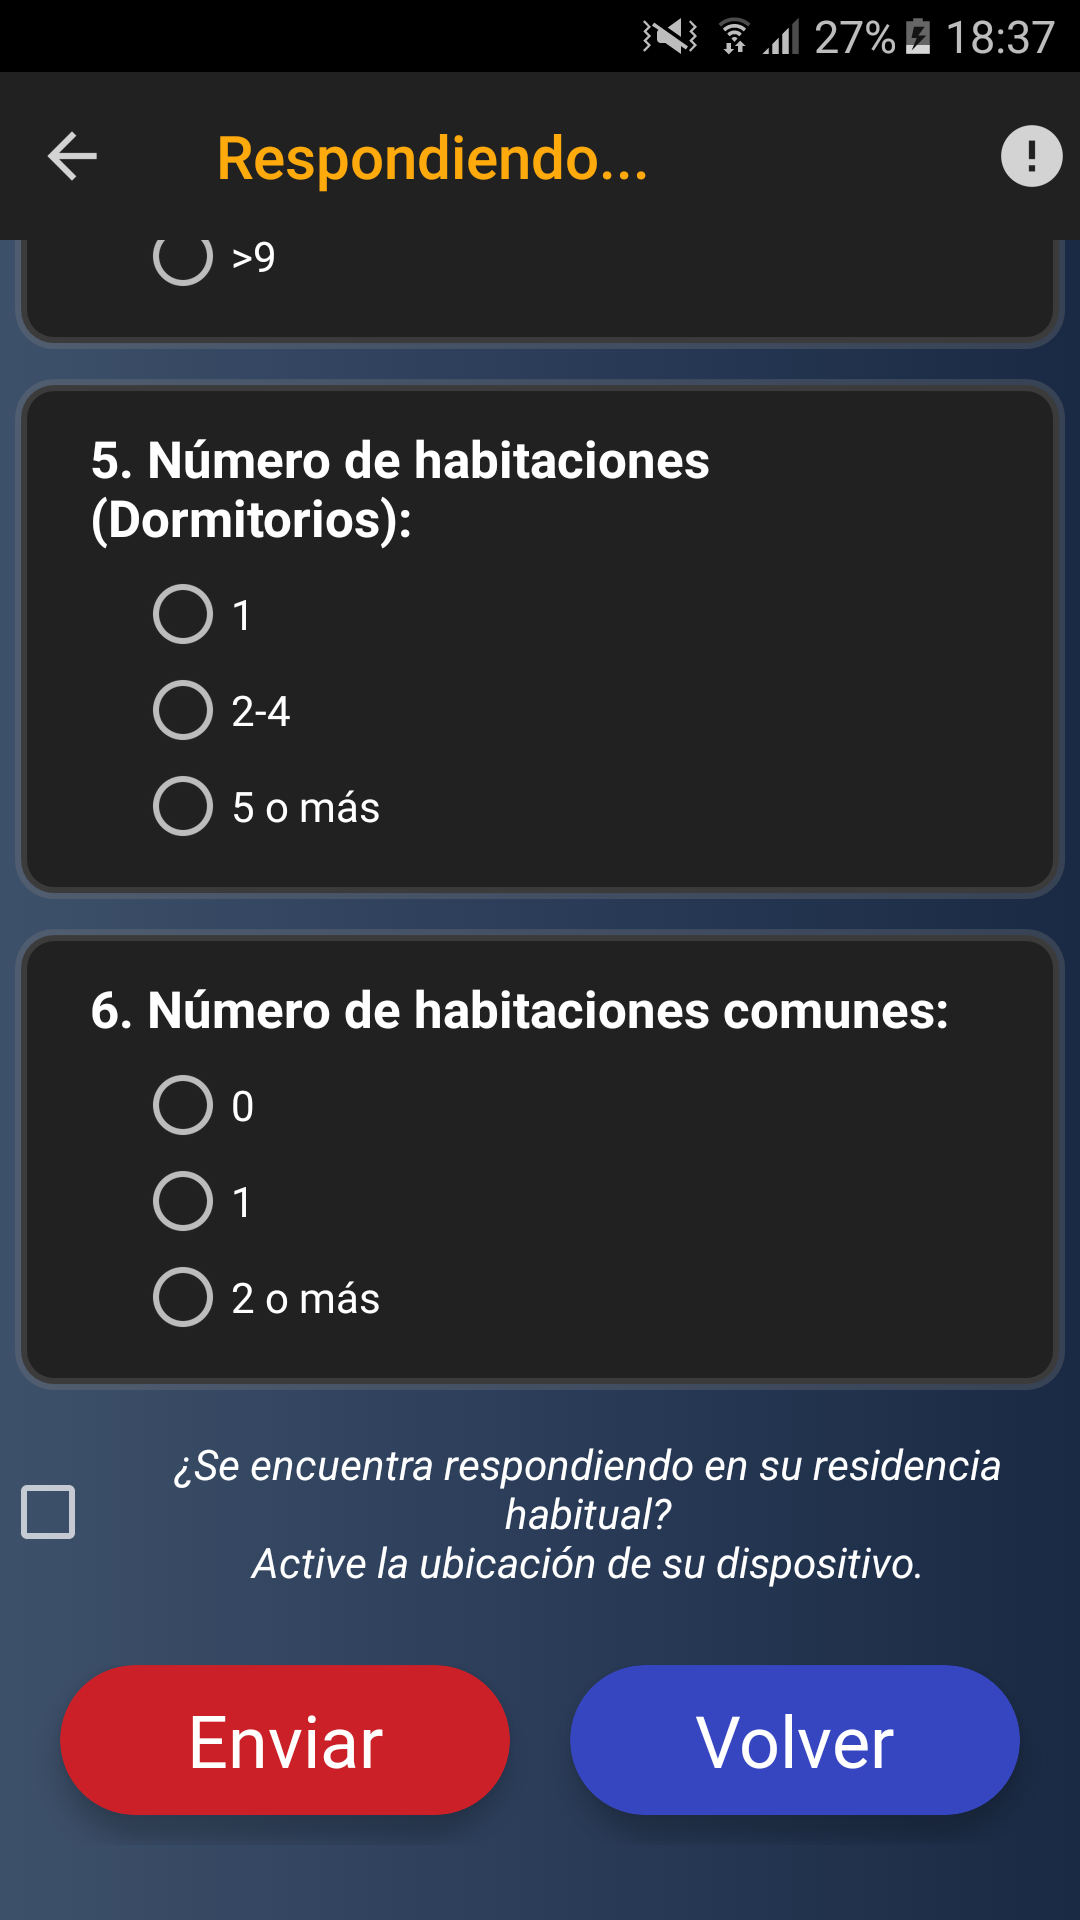 27% 18:37
Respondiendo...
>9
5. Número de habitaciones
(Dormitorios):
1
2-4
5 o más
6. Número de habitaciones comunes:
0
1
2 o más
¿Se encuentra respondiendo en su residencia
habitual?
Active la ubicación de su dispositivo.
Enviar Volver